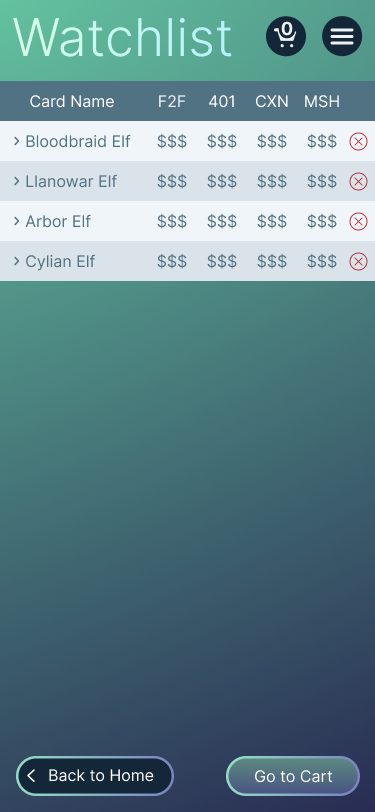 Watchlist 0
Card Name F2F 401 CXN MSH
Bloodbraid Elf $$$ $$$ $$$ $$$
Llanowar Elf $$$ $$$ $$$ $$$
Arbor Elf $$$ $$$ $$$ $$$
Cylian Elf $$$ $$$ $$$ $$$
Back to Home Go to Cart